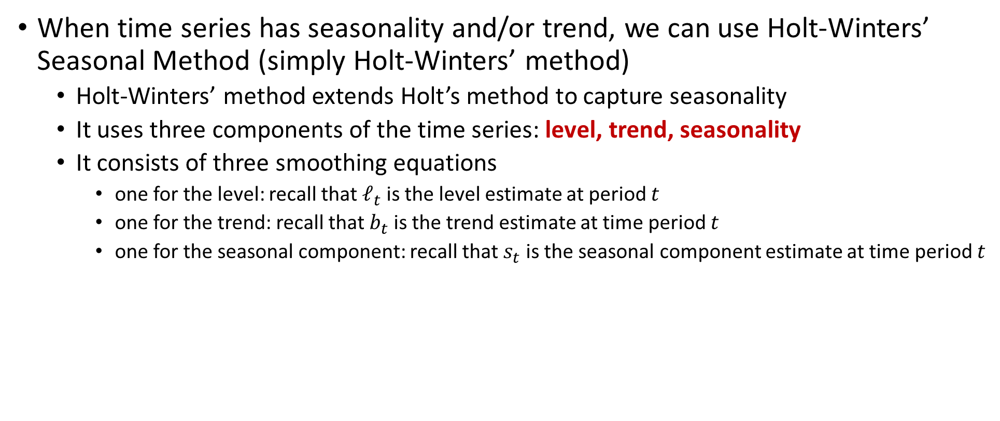 • When time series has seasonality and/or trend, we can use Holt-Winters’
Seasonal Method (simply Holt-Winters’ method)
• Holt-Winters’ method extends Holt’s method to capture seasonality
• It uses three components of the time series: level, trend, seasonality
• It consists of three smoothing equations
• one for the level: recall that ℓₜ is the level estimate at period t
• one for the trend: recall that bₜ is the trend estimate at time period t
• one for the seasonal component: recall that sₜ is the seasonal component estimate at time period t